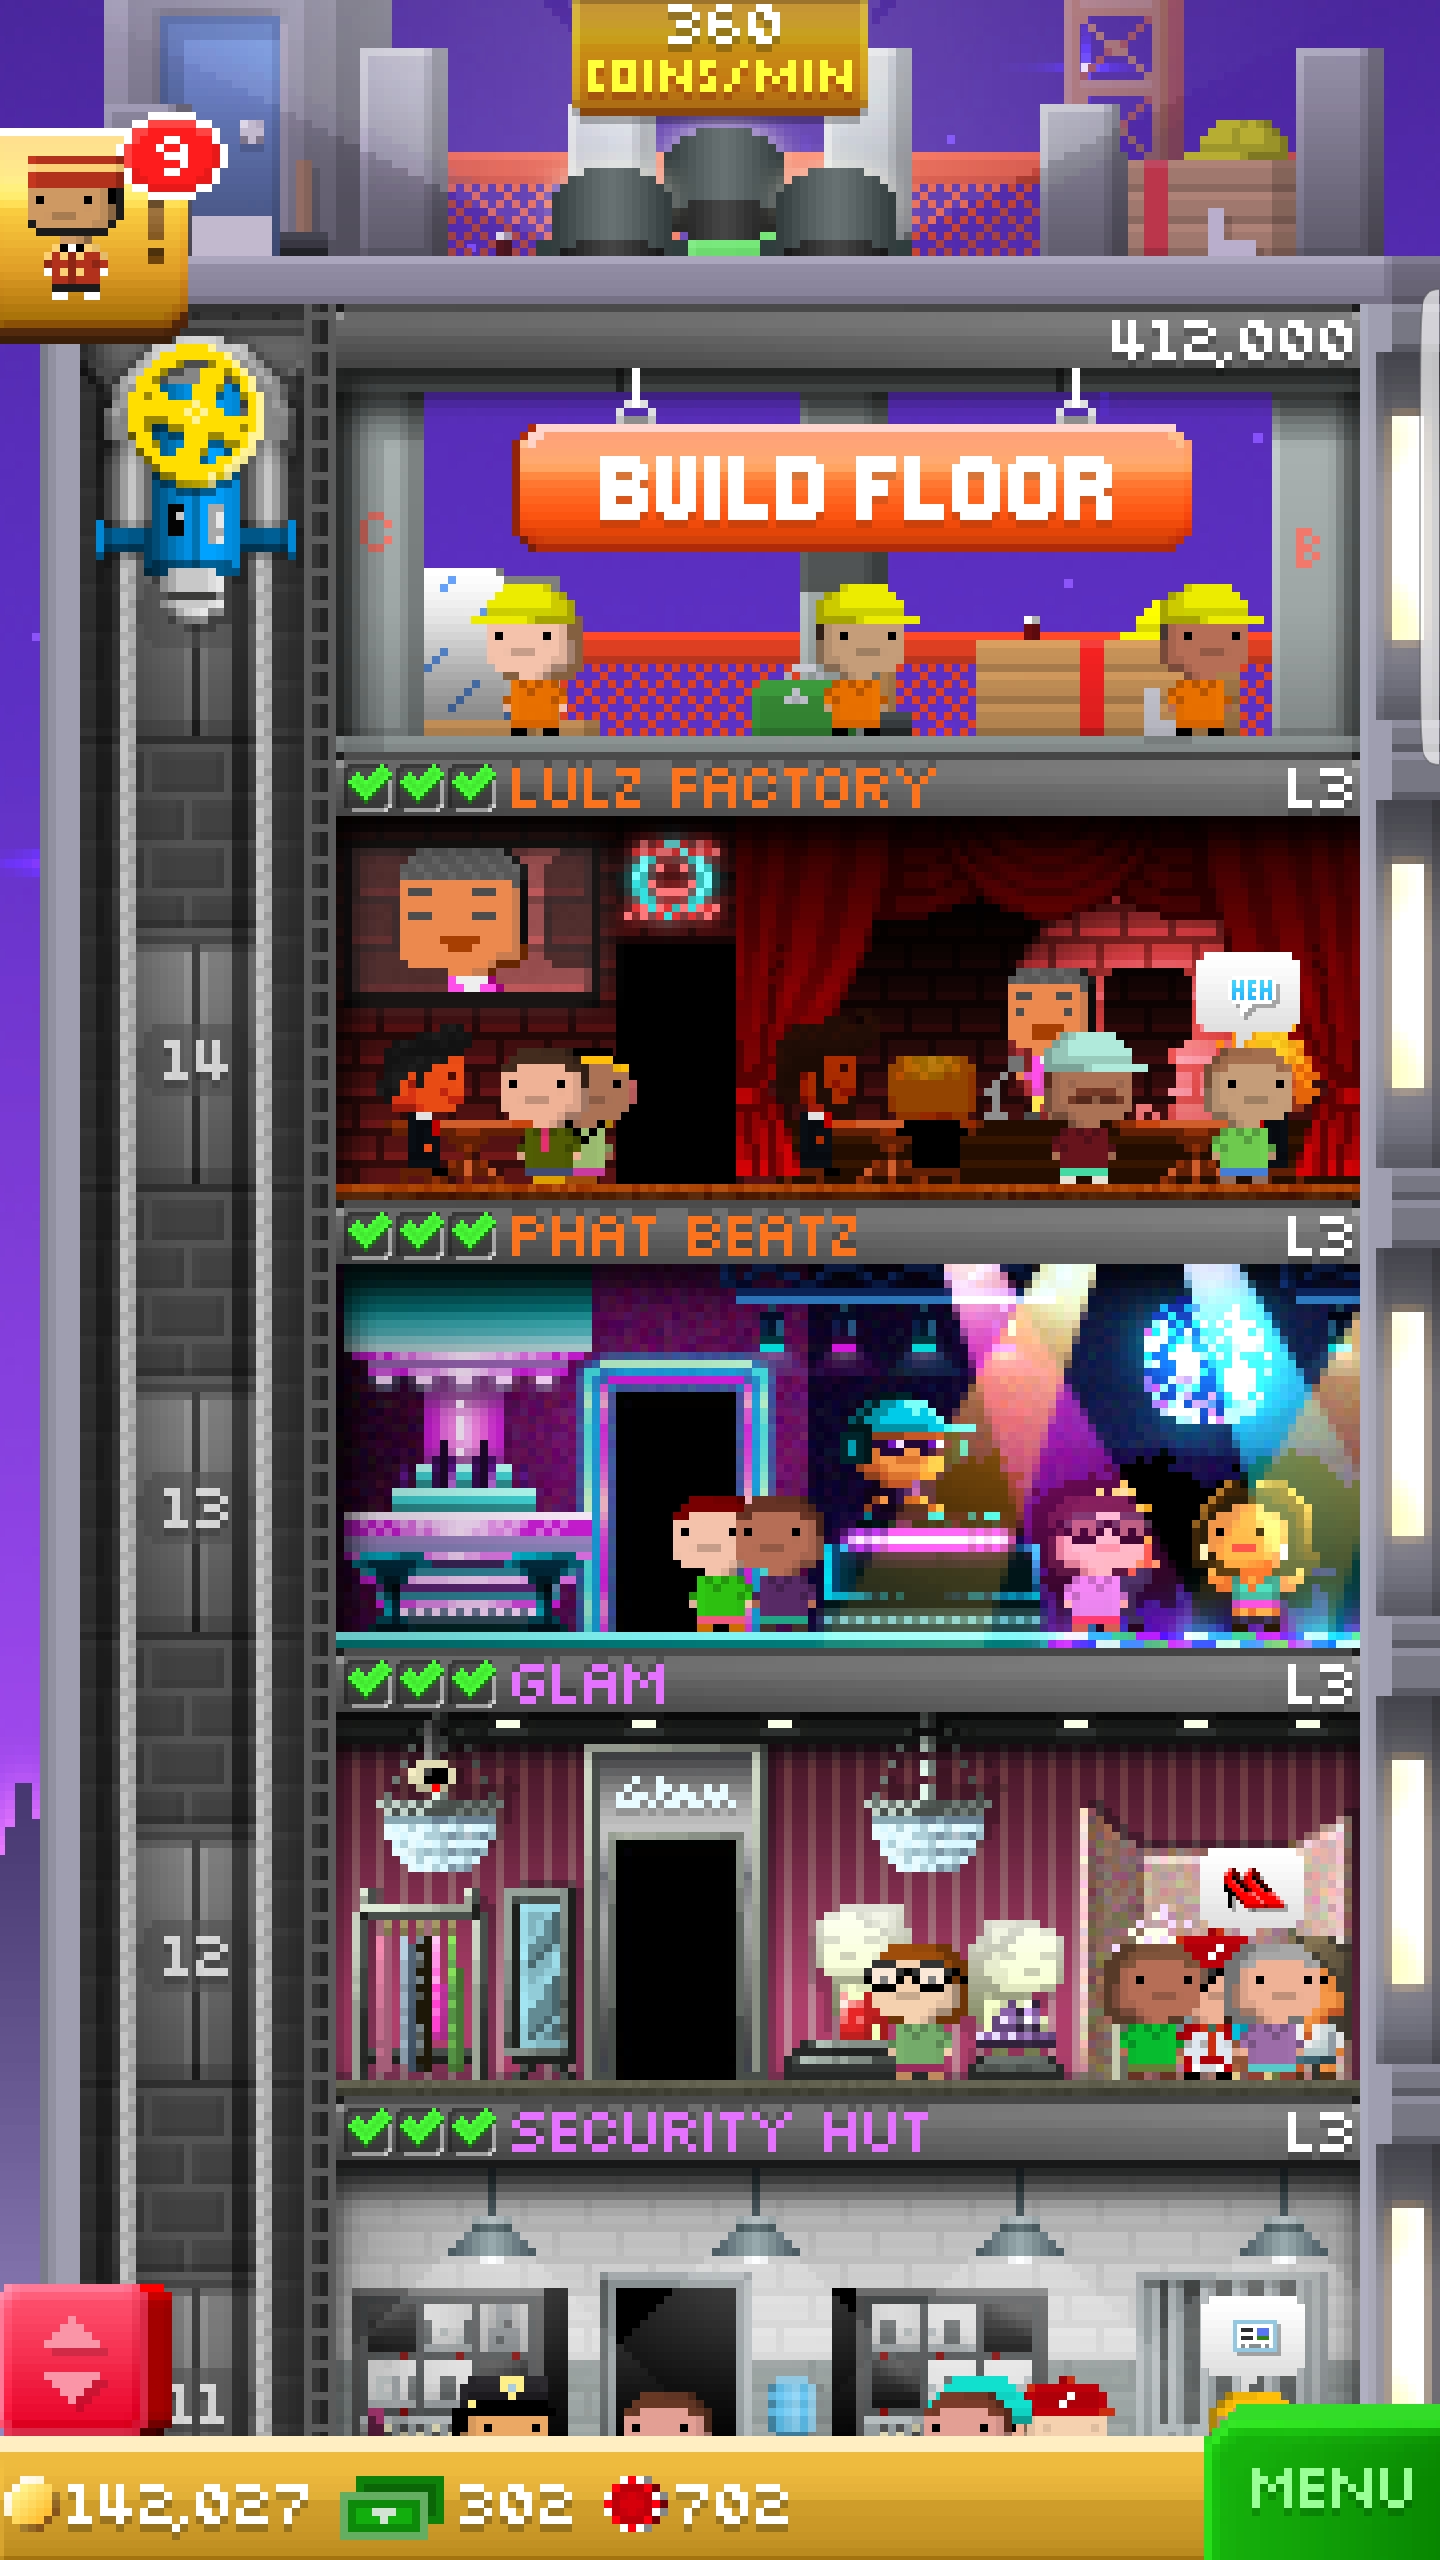 360
COINS/MIN
9
412,000
BUILD FLOOR
C
B
LULZ FACTORY L3
HEH
14
PHAT BEATZ L3
13
GLAM L3
Glam
12
SECURITY HUT L3
11
142,027 302 702
MENU